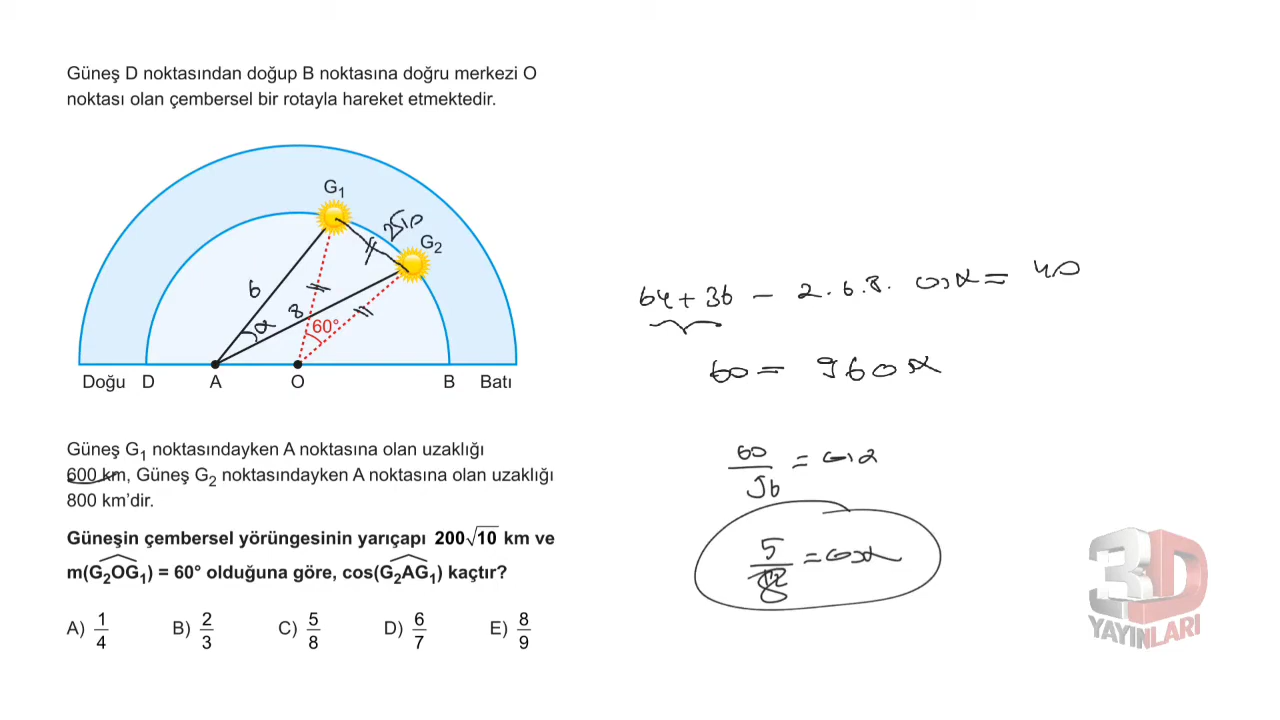 Güneş D noktasından doğup B noktasına doğru merkezi O
noktası olan çembersel bir rotayla hareket etmektedir.
G₁
2√10
G₂
6
8
α
60°
Doğu D A O B Batı
64 + 36 - 2.6.8. cosα = 40
60 = 96cosα
60/96 = cosα
5/8 = cosα
Güneş G₁ noktasındayken A noktasına olan uzaklığı
600 km, Güneş G₂ noktasındayken A noktasına olan uzaklığı
800 km’dir.
Güneşin çembersel yörüngesinin yarıçapı 200√10 km ve
m(G₂OG₁) = 60° olduğuna göre, cos(G₂AG₁) kaçtır?
A) 1/4 B) 2/3 C) 5/8 D) 6/7 E) 8/9
3D
YAYINLARI